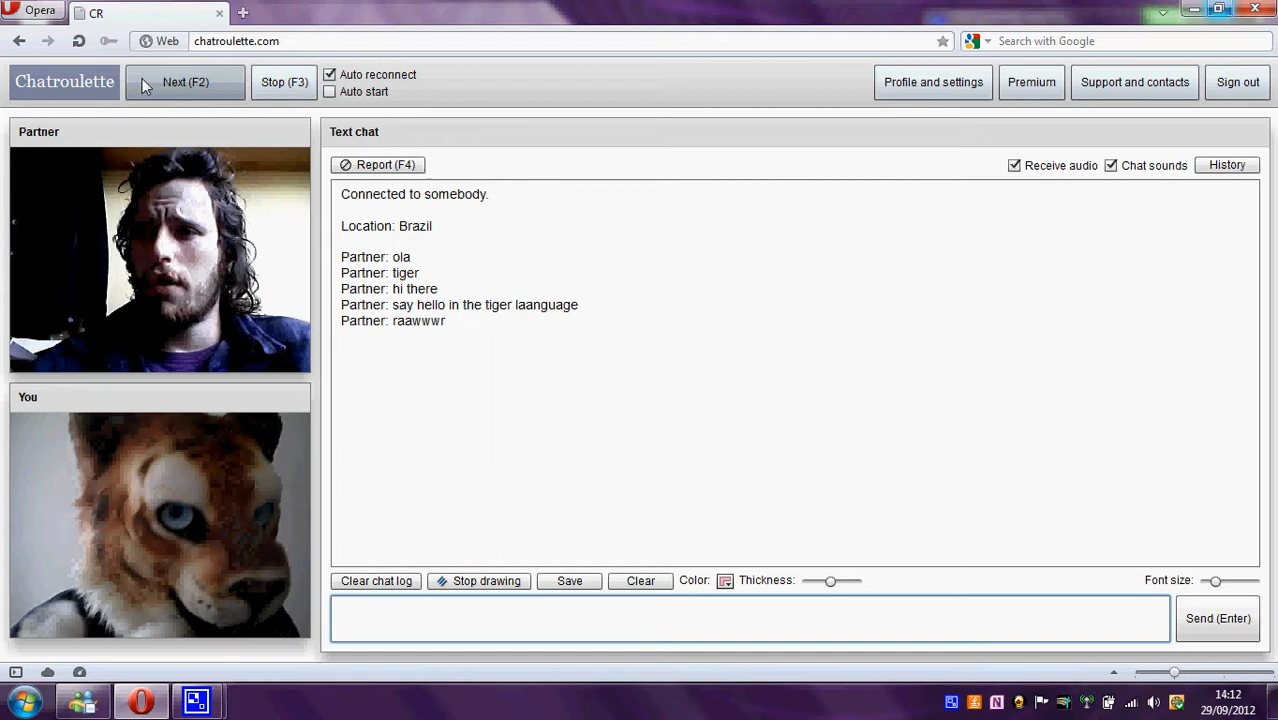 Opera
CR
Web
chatroulette.com
Search with Google
Chatroulette
Next (F2)
Stop (F3)
Auto reconnect
Auto start
Profile and settings
Premium
Support and contacts
Sign out
Partner
Text chat
Report (F4)
Receive audio
Chat sounds
History
Connected to somebody.
Location: Brazil
Partner: ola
Partner: tiger
Partner: hi there
Partner: say hello in the tiger laanguage
Partner: raawwwr
You
Clear chat log
Stop drawing
Save
Clear
Color:
Thickness:
Font size:
Send (Enter)
14:12
29/09/2012